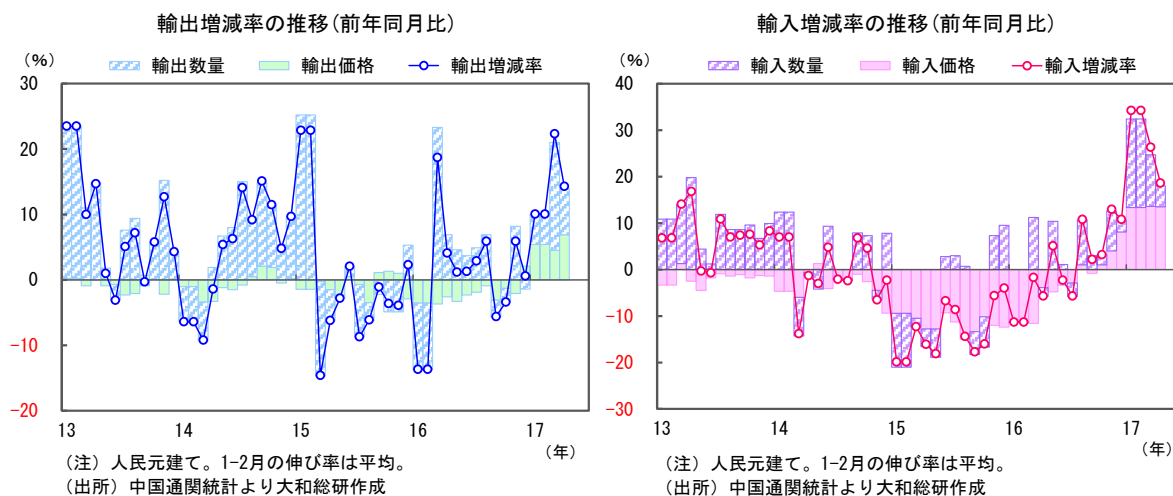 輸出増減率の推移(前年同月比)
(%)
輸出数量 輸出価格 輸出増減率
30
20
10
0
-10
-20
13 14 15 16 17
(年)
(注) 人民元建て。1-2月の伸び率は平均。
(出所) 中国通関統計より大和総研作成
輸入増減率の推移(前年同月比)
(%)
輸入数量 輸入価格 輸入増減率
40
30
20
10
0
-10
-20
-30
13 14 15 16 17
(年)
(注) 人民元建て。1-2月の伸び率は平均。
(出所) 中国通関統計より大和総研作成